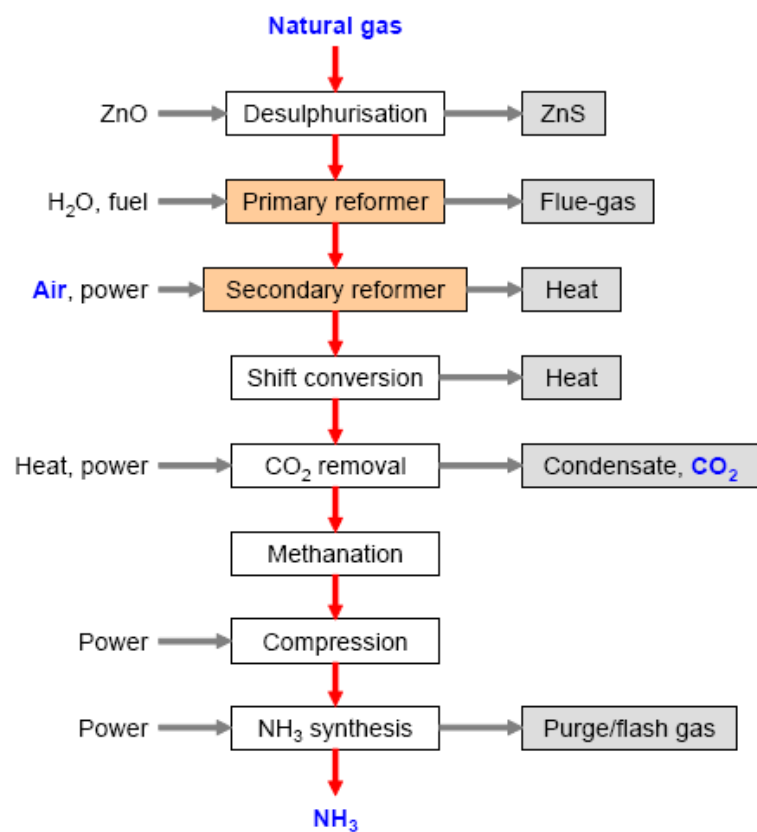 Natural gas
ZnO Desulphurisation ZnS
H₂O, fuel Primary reformer Flue-gas
Air, power Secondary reformer Heat
Shift conversion Heat
Heat, power CO₂ removal Condensate, CO₂
Methanation
Power Compression
Power NH₃ synthesis Purge/flash gas
NH₃